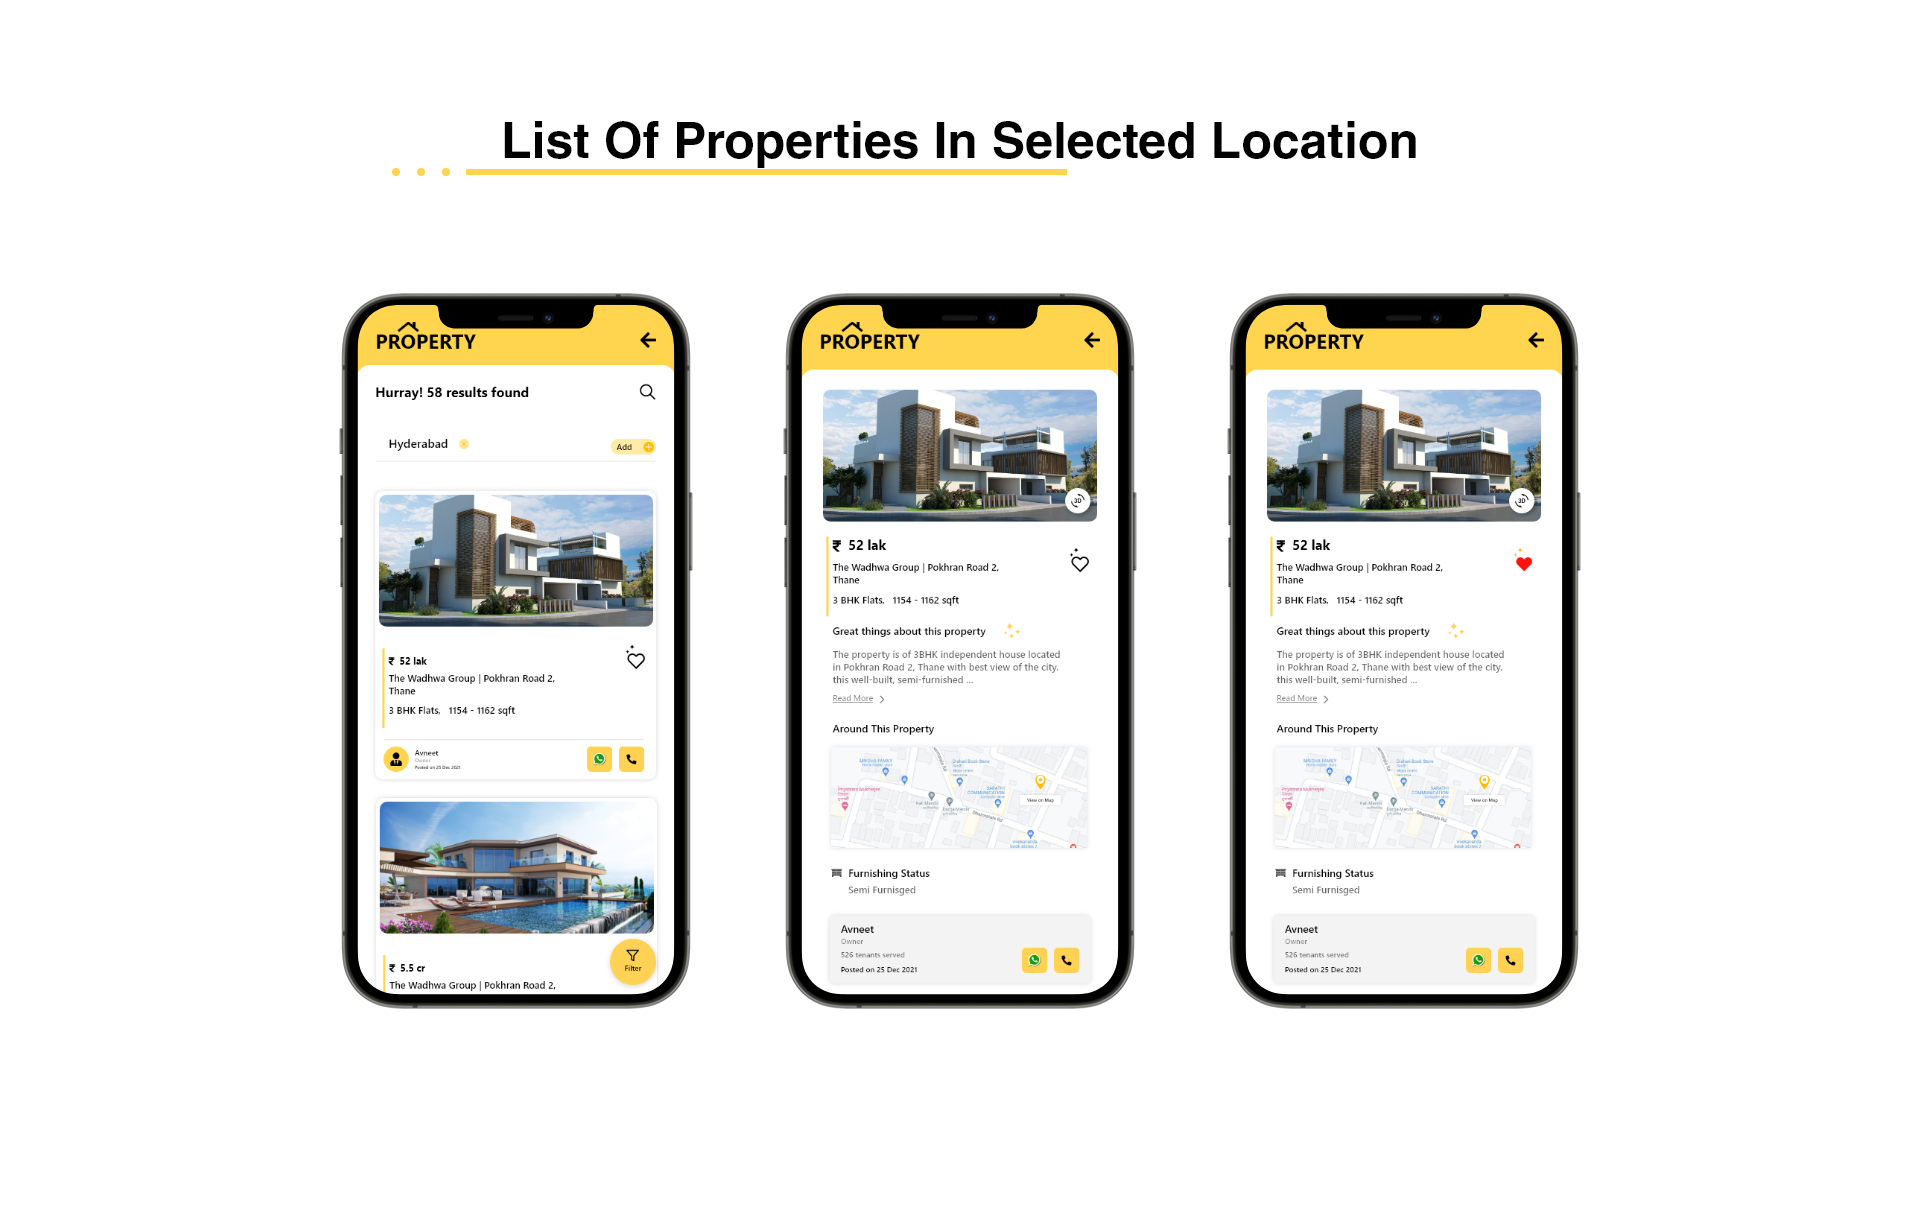 List Of Properties In Selected Location
PROPERTY
Hurray! 58 results found
Hyderabad
Add
₹ 52 lak
The Wadhwa Group | Pokhran Road 2,
Thane
3 BHK Flats, 1154 - 1162 sqft
Avneet
Owner
Posted on 25 Dec 2021
₹ 5.5 cr
The Wadhwa Group | Pokhran Road 2,
Filter
PROPERTY
3D
₹ 52 lak
The Wadhwa Group | Pokhran Road 2,
Thane
3 BHK Flats, 1154 - 1162 sqft
Great things about this property
The property is of 3BHK independent house located
in Pokhran Road 2, Thane with best view of the city.
this well-built, semi-furnished ...
Read More
Around This Property
View on Map
Furnishing Status
Semi Furnisged
Avneet
Owner
526 tenants served
Posted on 25 Dec 2021
PROPERTY
3D
₹ 52 lak
The Wadhwa Group | Pokhran Road 2,
Thane
3 BHK Flats, 1154 - 1162 sqft
Great things about this property
The property is of 3BHK independent house located
in Pokhran Road 2, Thane with best view of the city.
this well-built, semi-furnished ...
Read More
Around This Property
View on Map
Furnishing Status
Semi Furnisged
Avneet
Owner
526 tenants served
Posted on 25 Dec 2021